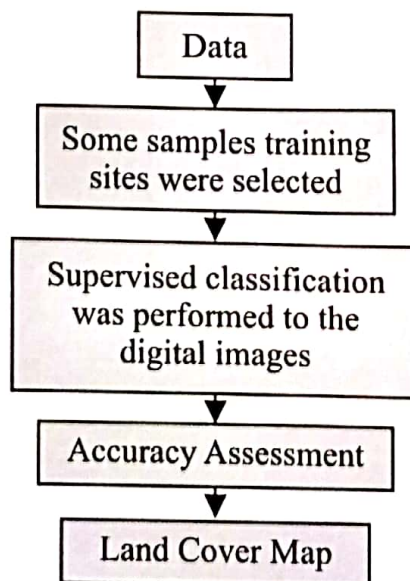 Data
Some samples training
sites were selected
Supervised classification
was performed to the
digital images
Accuracy Assessment
Land Cover Map